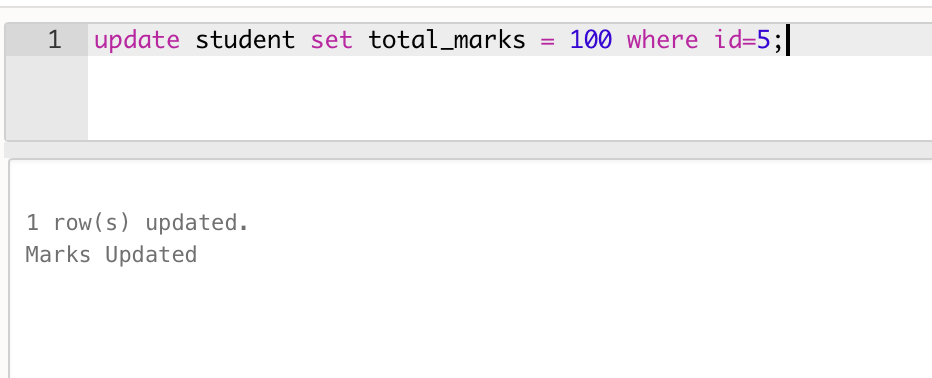 1 update student set total_marks = 100 where id=5;
1 row(s) updated.
Marks Updated